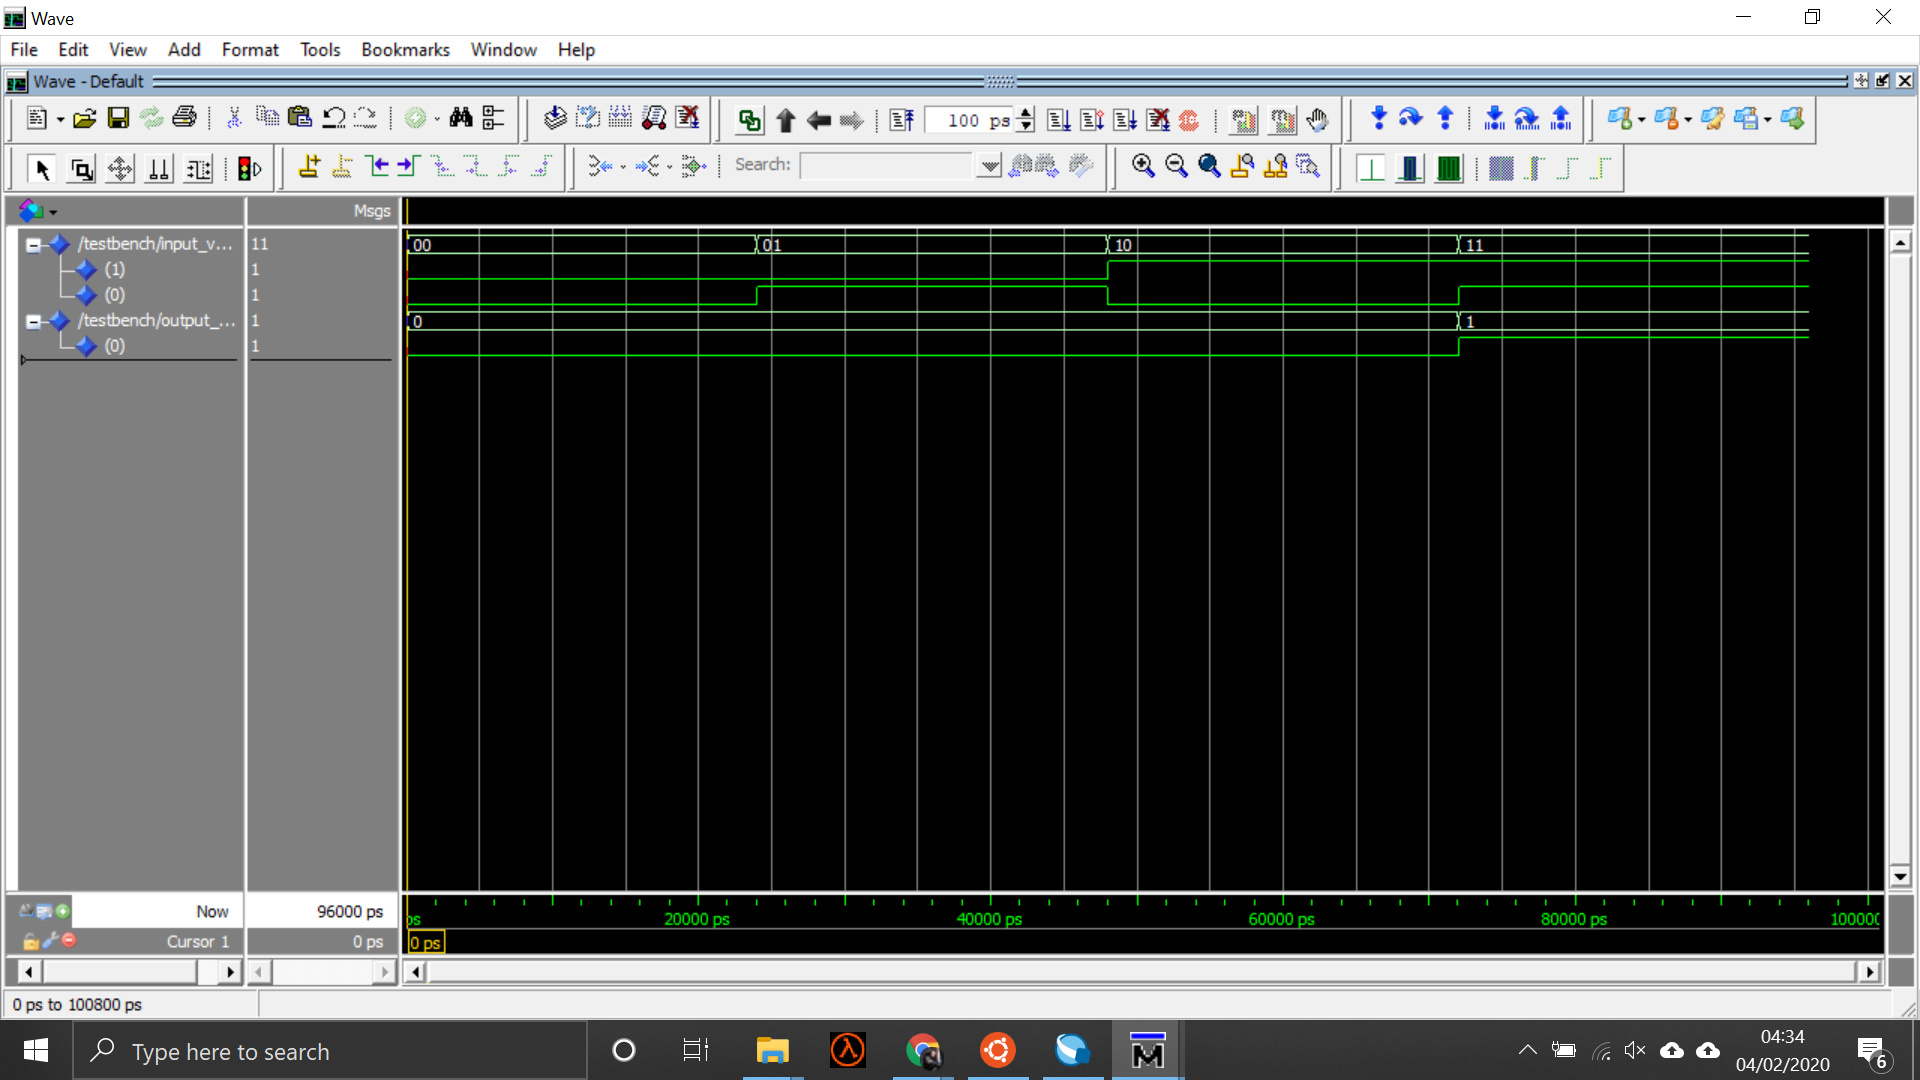 Wave
File Edit View Add Format Tools Bookmarks Window Help
Wave - Default
100 ps
Search:
Msgs
/testbench/input_v... 11 00 01 10 11
(1) 1
(0) 1
/testbench/output_... 1 0 1
(0) 1
Now 96000 ps ps 20000 ps 40000 ps 60000 ps 80000 ps 100000
Cursor 1 0 ps 0 ps
0 ps to 100800 ps
Type here to search
04:34
04/02/2020
6